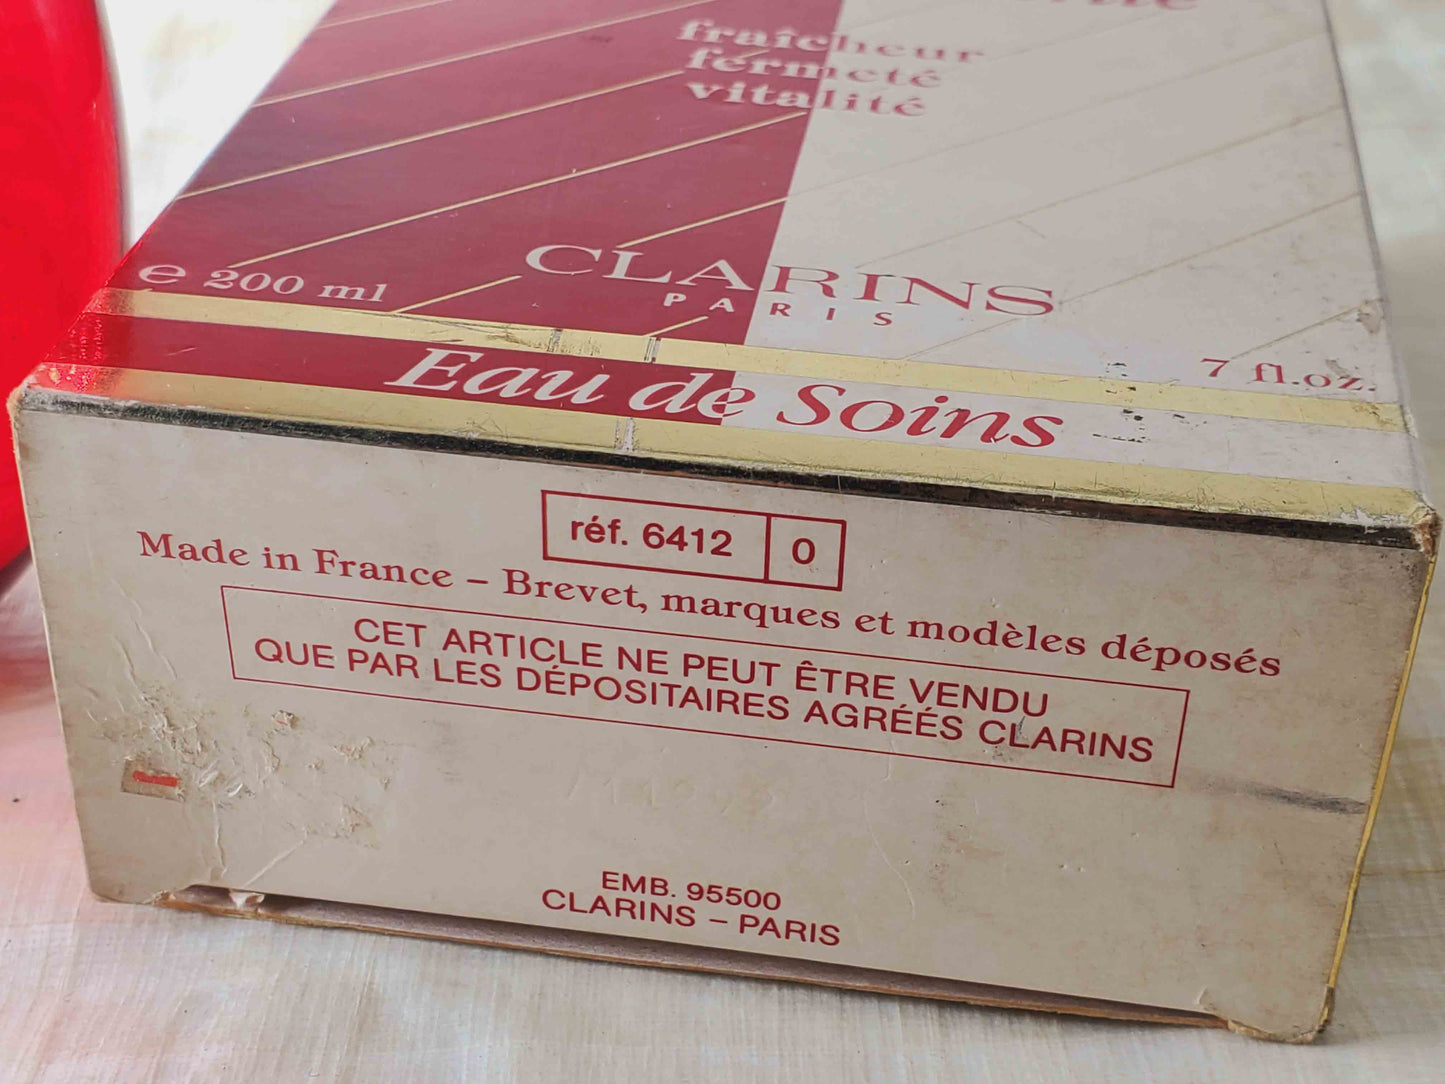 fraîcheur
fermeté
vitalité
CLARINS
PARIS
e 200 ml
7 fl.oz.
Eau de Soins
réf. 6412 0
Made in France – Brevet, marques et modèles déposés
CET ARTICLE NE PEUT ÊTRE VENDU
QUE PAR LES DÉPOSITAIRES AGRÉÉS CLARINS
EMB. 95500
CLARINS – PARIS